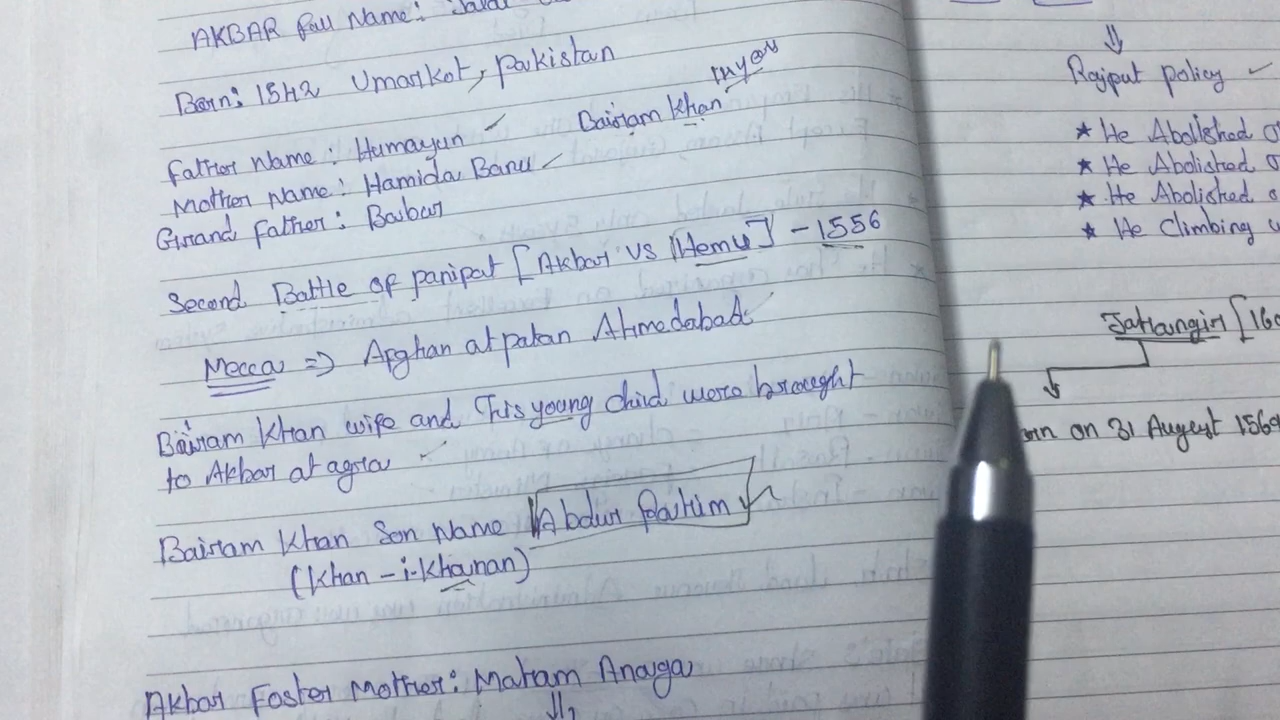 AKBAR full Name: Jalal
Born: 1542 Umarkot, Pakistan
Bairam Khan
Father Name: Humayun ✓
Mother Name: Hamida Banu ✓
Grand Father: Babar
Second Battle of panipat [Akbar vs Hemu] - 1556
Mecca => Afghan at patan Ahmedabad
Bairam Khan wife and This young child were brought
to Akbar at agra
Bairam Khan Son Name Abdur Rahim
(Khan-i-Khanan)
Akbar Foster Mother: Maham Anaga
⇓
Rajput policy ✓
★ He Abolished
★ He Abolished
★ He Abolished
★ He Climbing
Jahangir [16
on 31 August 1569